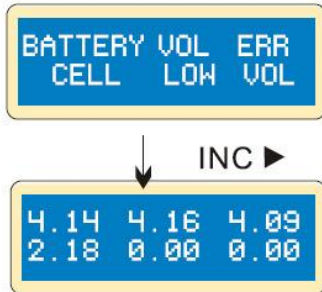 BATTERY VOL ERR
CELL LOW VOL
INC ▶
4.14 4.16 4.09
2.18 0.00 0.00